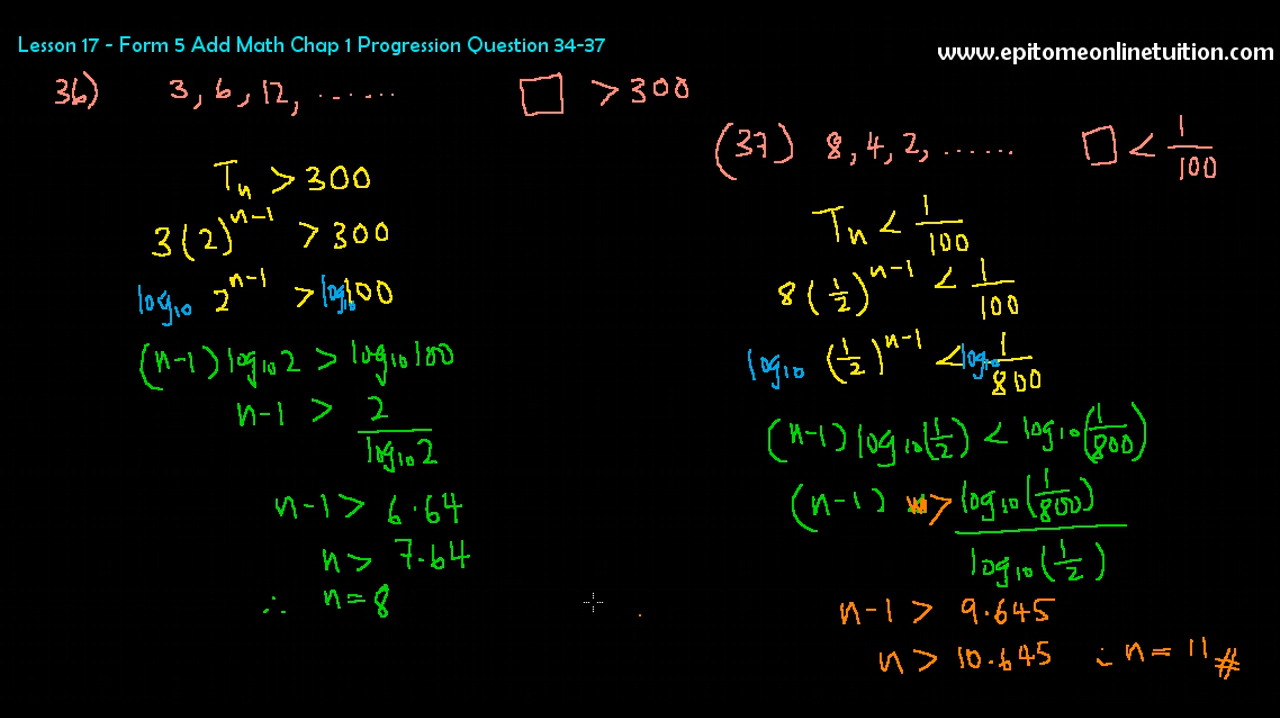 Lesson 17 - Form 5 Add Math Chap 1 Progression Question 34-37
www.epitomeonlinetuition.com
36) 3, 6, 12, ........ □ > 300
Tn > 300
3(2)^n-1 > 300
log10 2^n-1 > log10 100
(n-1) log10 2 > log10 100
n-1 > 2/log10 2
n-1 > 6.64
n > 7.64
∴ n = 8
(37) 8, 4, 2, ...... □ < 1/100
Tn < 1/100
8(1/2)^n-1 < 1/100
log10 (1/2)^n-1 < log10 1/800
(n-1) log10(1/2) < log10(1/800)
(n-1) > log10(1/800)/log10(1/2)
n-1 > 9.645
n > 10.645 ∴ n = 11 #